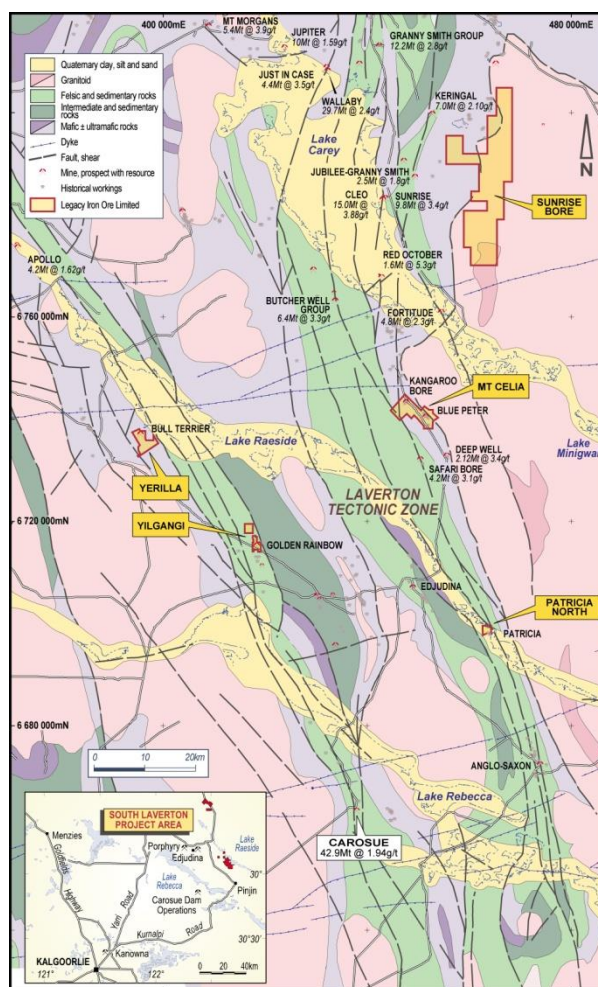 400 000mE
480 000mE
MT MORGANS
5.4Mt @ 3.9g/t
JUPITER
10Mt @ 1.59g/t
GRANNY SMITH GROUP
12.2Mt @ 2.8g/t
Quaternary clay, silt and sand
Granitoid
Felsic and sedimentary rocks
Intermediate and sedimentary
rocks
Mafic ± ultramafic rocks
Dyke
Fault, shear
Mine, prospect with resource
Historical workings
Legacy Iron Ore Limited
JUST IN CASE
4.4Mt @ 3.5g/t
WALLABY
29.7Mt @ 2.4g/t
KERINGAL
7.0Mt @ 2.10g/t
Lake
Carey
N
JUBILEE-GRANNY SMITH
2.5Mt @ 1.8g/t
CLEO
15.0Mt @
3.88g/t
SUNRISE
9.8Mt @ 3.4g/t
SUNRISE
BORE
APOLLO
4.2Mt @ 1.62g/t
RED OCTOBER
1.6Mt @ 5.3g/t
BUTCHER WELL
GROUP
6.4Mt @ 3.3g/t
FORTITUDE
4.8Mt @ 2.3g/t
6 760 000mN
KANGAROO
BORE
MT CELIA
BLUE PETER
BULL TERRIER
Lake Raeside
Lake
Minigwal
DEEP WELL
2.12Mt @ 3.4g/t
SAFARI BORE
4.2Mt @ 3.1g/t
YERILLA
LAVERTON
TECTONIC ZONE
6 720 000mN
YILGANGI
GOLDEN RAINBOW
EDJUDINA
PATRICIA
NORTH
PATRICIA
6 680 000mN
0 10 20km
ANGLO-SAXON
Lake Rebecca
CAROSUE
42.9Mt @ 1.94g/t
SOUTH LAVERTON
PROJECT AREA
Menzies
Porphyry
Edjudina
Lake
Raeside
Goldfields
Highway
Yarri Road
Lake
Rebecca
30°
Pinjin
Carosue Dam
Operations
Kurnalpi Road
30°30'
Kanowna
KALGOORLIE
121°
122°
0 20 40km